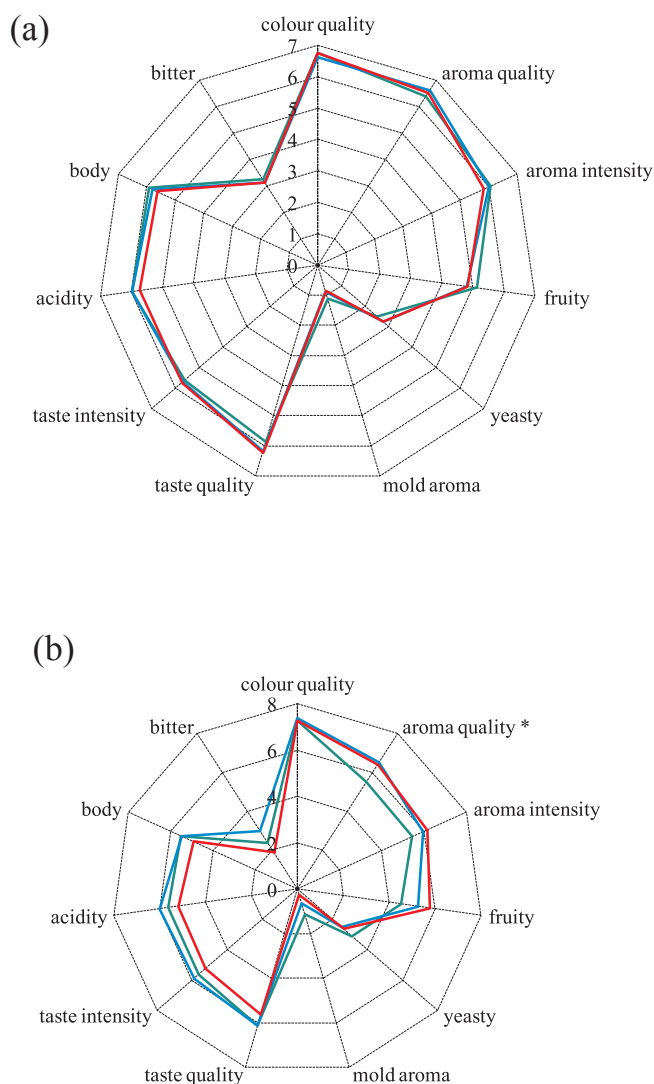 (a)
colour quality
7
bitter
aroma quality
6
5
body
4
aroma intensity
3
2
1
0
acidity
fruity
taste intensity
yeasty
taste quality
mold aroma
(b)
colour quality
8
bitter
aroma quality *
6
body
4
aroma intensity
2
0
acidity
fruity
taste intensity
yeasty
taste quality
mold aroma